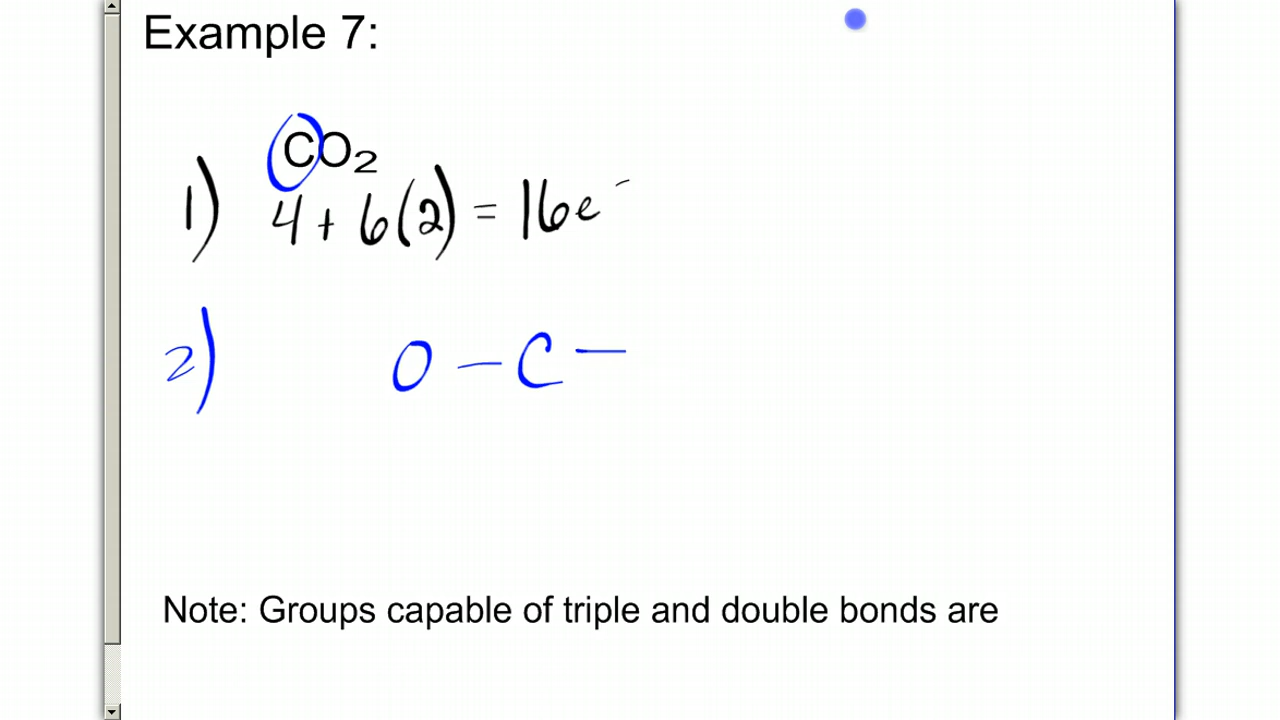 Example 7:
CO₂
1) 4 + 6(2) = 16e⁻
2) O – C –
Note: Groups capable of triple and double bonds are